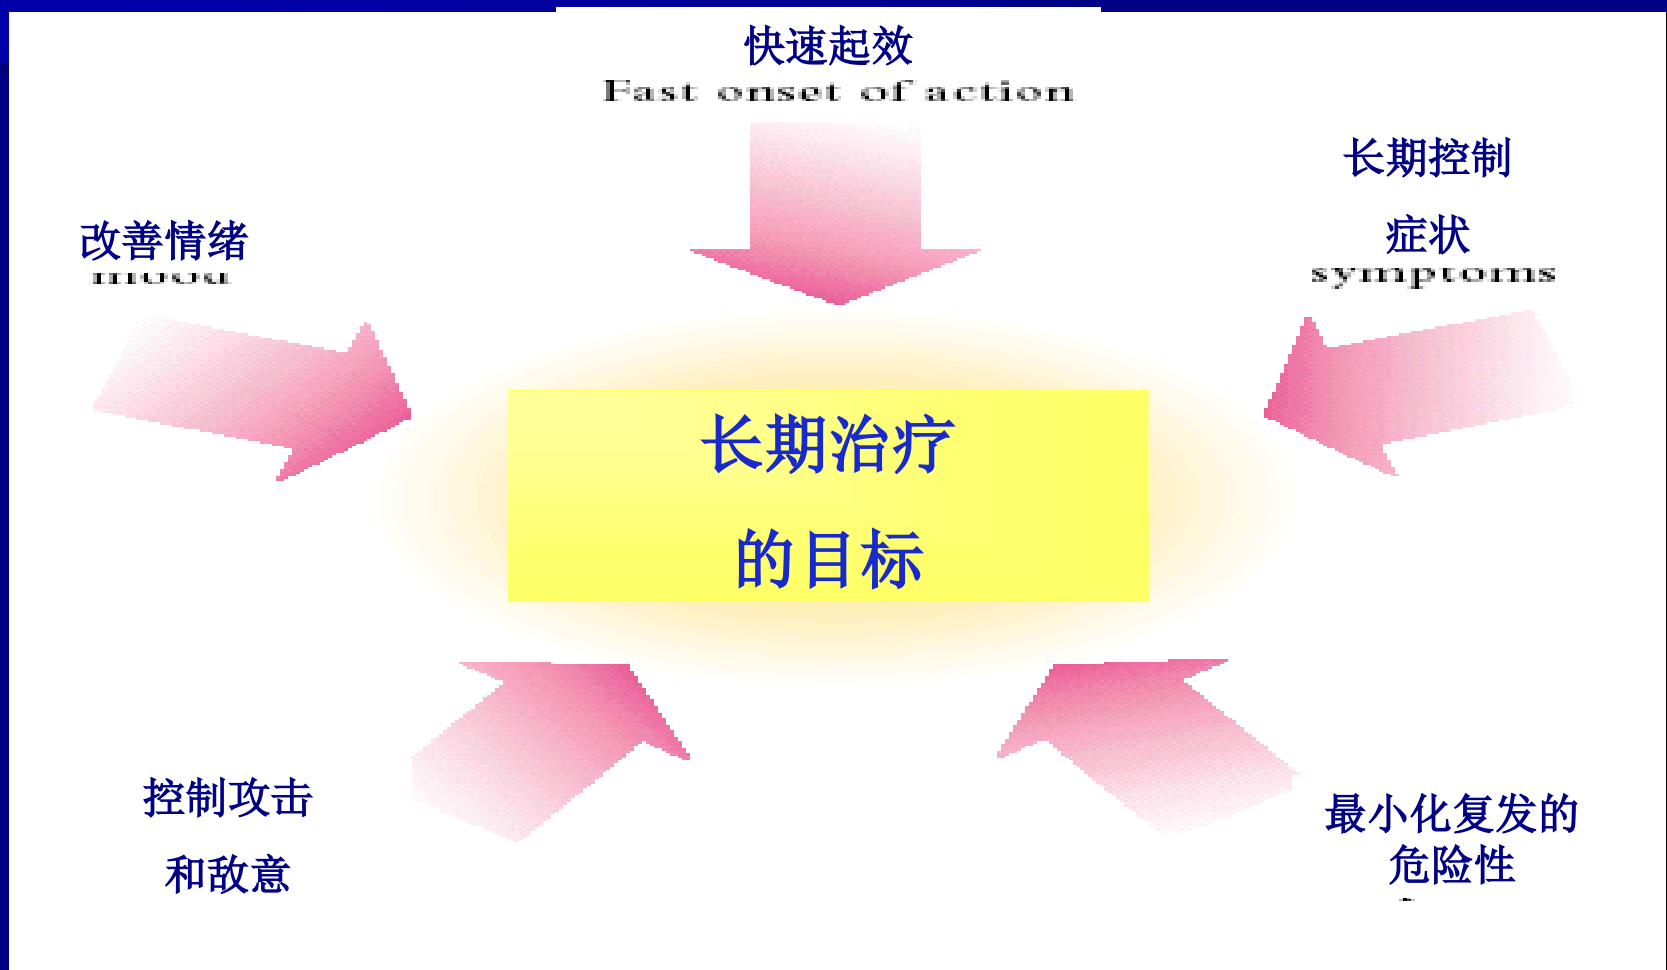 快速起效
Fast onset of action
长期控制
症状
symptoms
改善情绪
mood
长期治疗
的目标
控制攻击
和敌意
最小化复发的
危险性